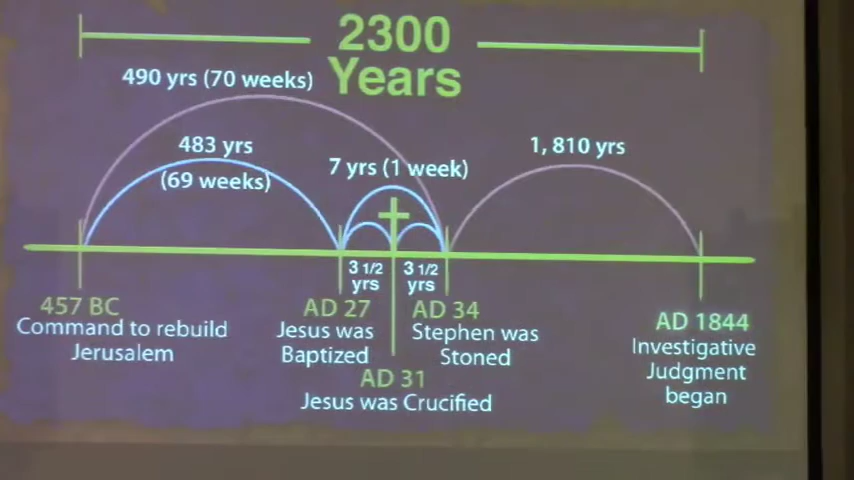 2300
Years
490 yrs (70 weeks)
483 yrs
(69 weeks)
7 yrs (1 week)
1, 810 yrs
3 1/2
yrs
3 1/2
yrs
457 BC
Command to rebuild
Jerusalem
AD 27
Jesus was
Baptized
AD 34
Stephen was
Stoned
AD 31
Jesus was Crucified
AD 1844
Investigative
Judgment
began